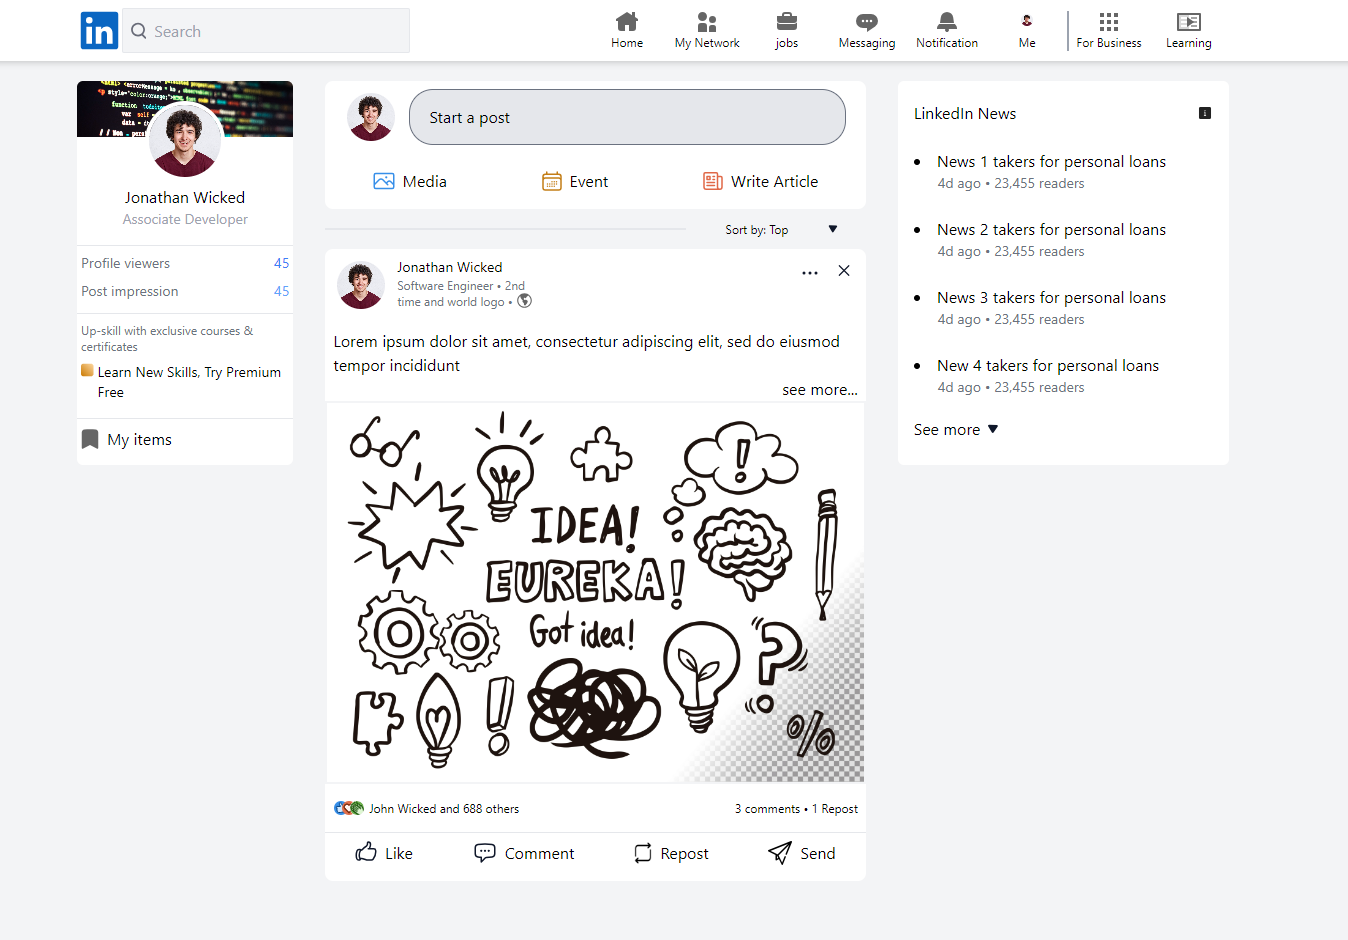 in
Search
Home
My Network
jobs
Messaging
Notification
Me
For Business
Learning
Jonathan Wicked
Associate Developer
Profile viewers 45
Post impression 45
Up-skill with exclusive courses &
certificates
Learn New Skills, Try Premium
Free
My items
Start a post
Media
Event
Write Article
Sort by: Top
Jonathan Wicked
Software Engineer • 2nd
time and world logo •
Lorem ipsum dolor sit amet, consectetur adipiscing elit, sed do eiusmod
tempor incididunt
see more...
IDEA!
EUREKA!
Got idea!
John Wicked and 688 others
3 comments • 1 Repost
Like
Comment
Repost
Send
LinkedIn News
News 1 takers for personal loans
4d ago • 23,455 readers
News 2 takers for personal loans
4d ago • 23,455 readers
News 3 takers for personal loans
4d ago • 23,455 readers
New 4 takers for personal loans
4d ago • 23,455 readers
See more